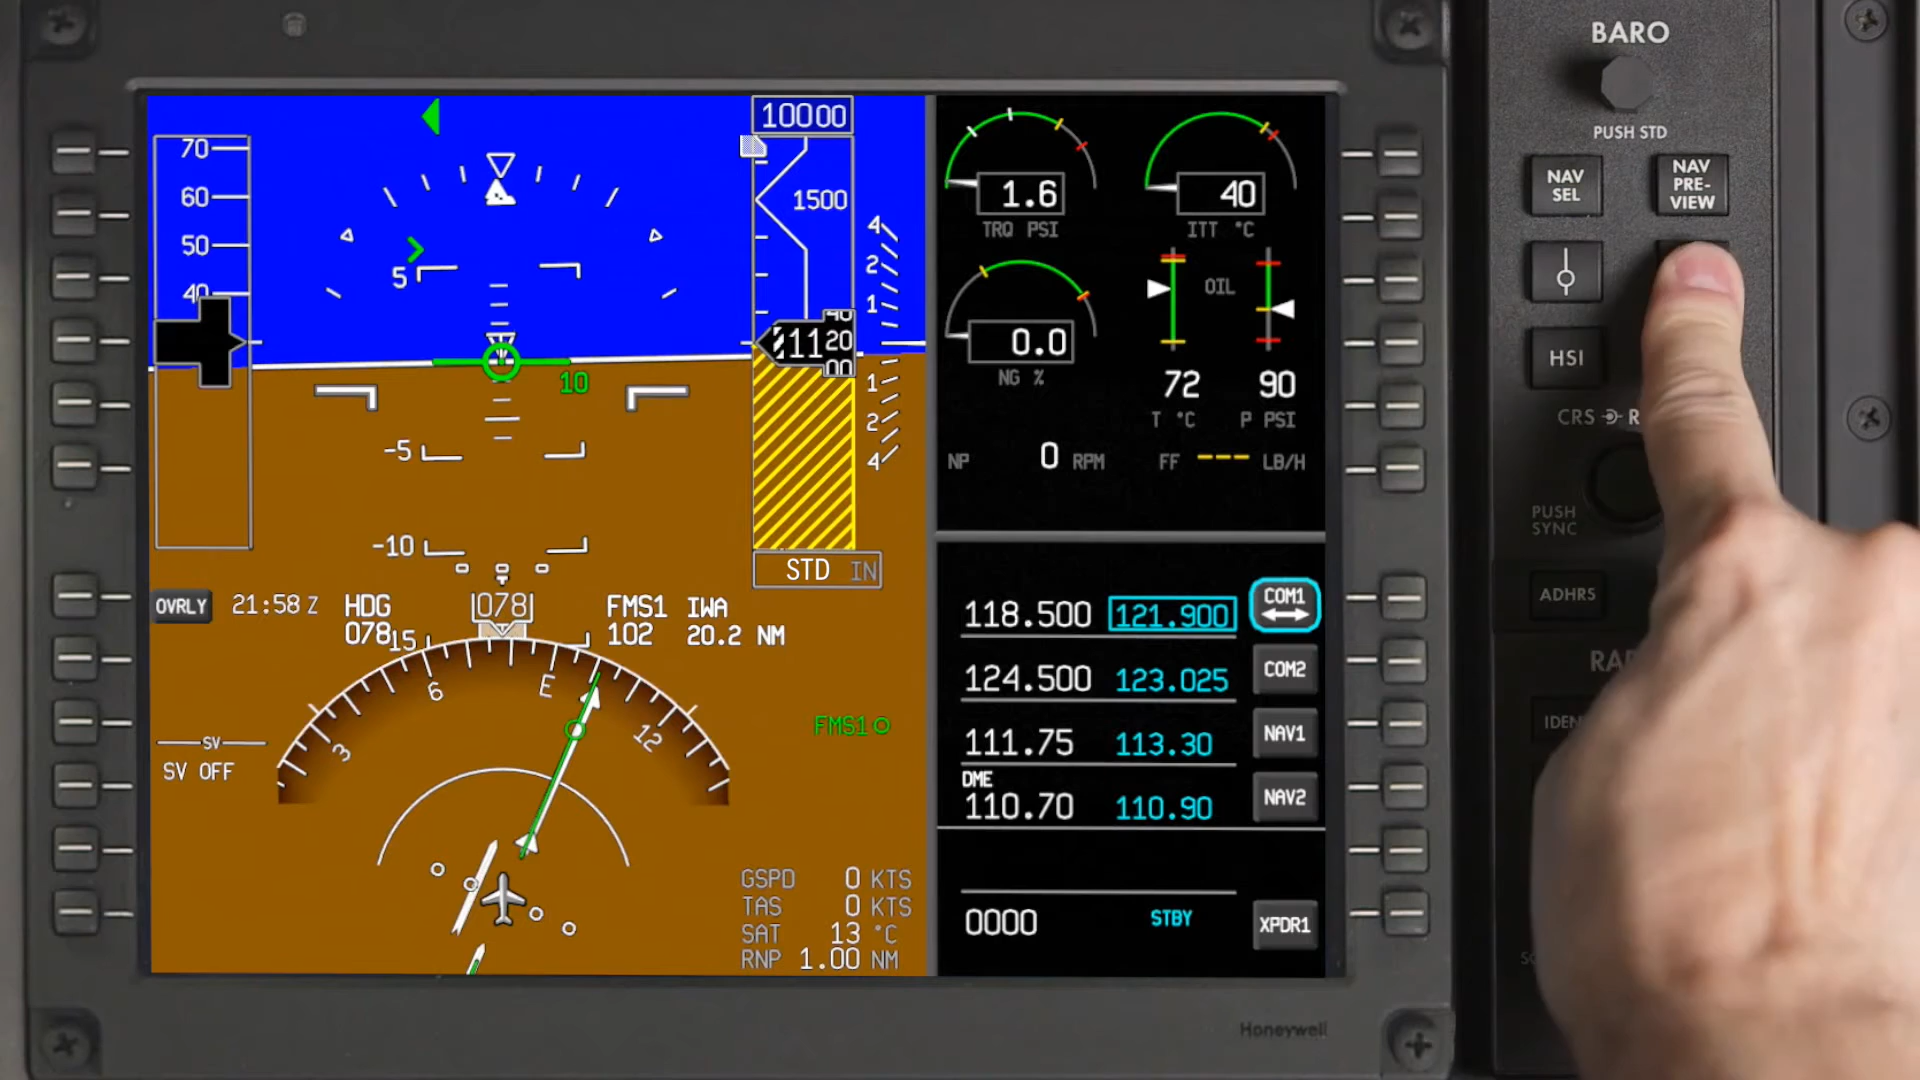 BARO
PUSH STD
NAV SEL
NAV PRE-VIEW
HSI
CRS
PUSH SYNC
ADHRS
70
60
50
40
10000
1500
4
2
1
1
2
4
5
10
-5
-10
11
20
00
STD IN
OVRLY
21:58 Z
HDG
078
078
FMS1 IWA
102 20.2 NM
15
3
6
E
12
FMS1
SV
SV OFF
GSPD 0 KTS
TAS 0 KTS
SAT 13 °C
RNP 1.00 NM
1.6
TRQ PSI
40
ITT °C
0.0
NG %
OIL
72
T °C
90
P PSI
NP 0 RPM
FF --- LB/H
118.500 121.900 COM1
124.500 123.025 COM2
111.75 113.30 NAV1
DME
110.70 110.90 NAV2
0000 STBY XPDR1
Honeywell